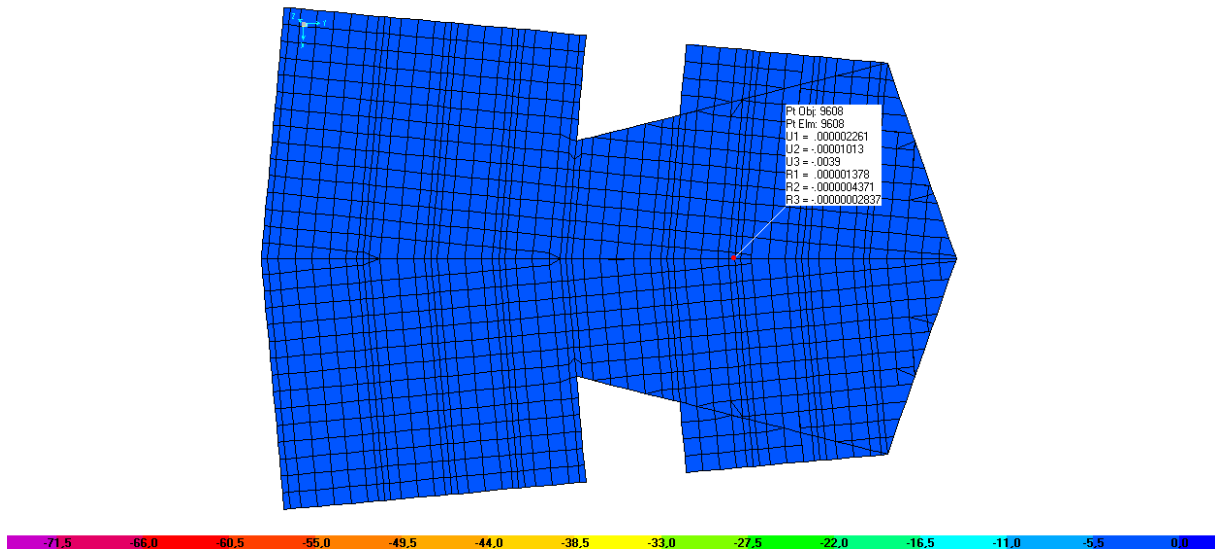 Z Y
Pt Obj: 9608
Pt Elm: 9608
U1 = .000002261
U2 = -.00001013
U3 = -.0039
R1 = .000001378
R2 = -.0000004371
R3 = -.00000002837
-71,5 -66,0 -60,5 -55,0 -49,5 -44,0 -38,5 -33,0 -27,5 -22,0 -16,5 -11,0 -5,5 0,0